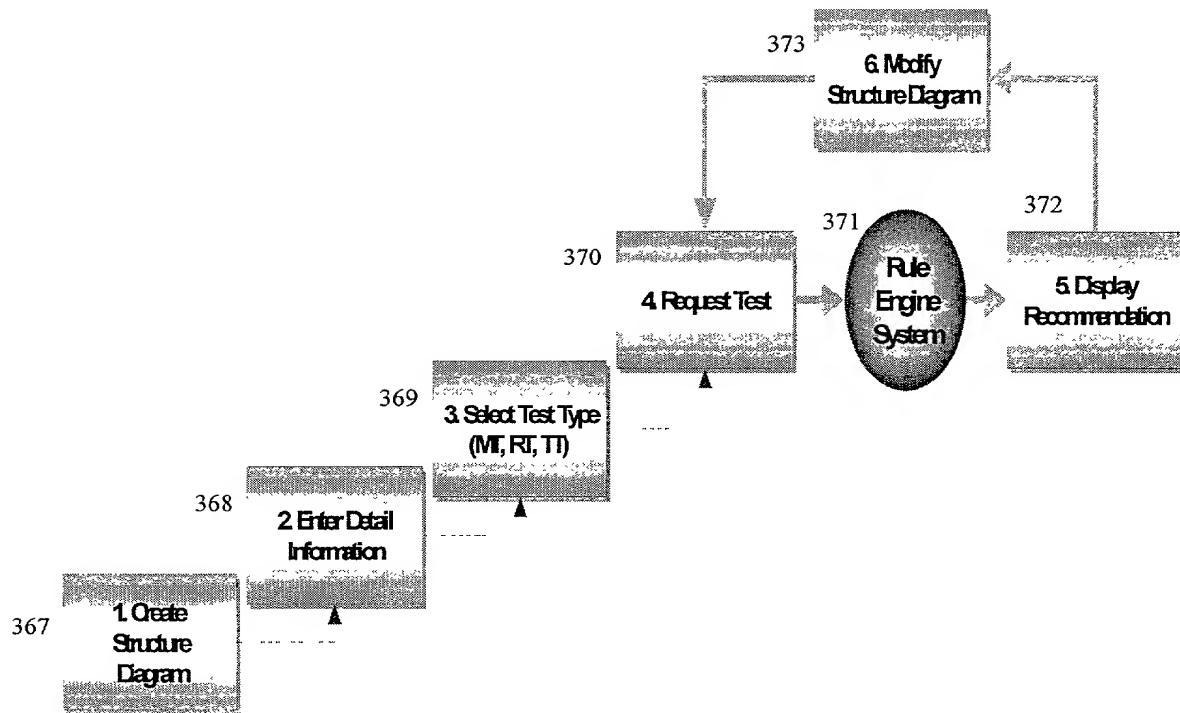 373
6. Modify
Structure Diagram
371
372
370
4. Request Test
Rule
Engine
System
5. Display
Recommendation
369
3. Select Test Type
(MT, RT, TT)
368
2. Enter Detail
Information
367
1. Create
Structure
Diagram